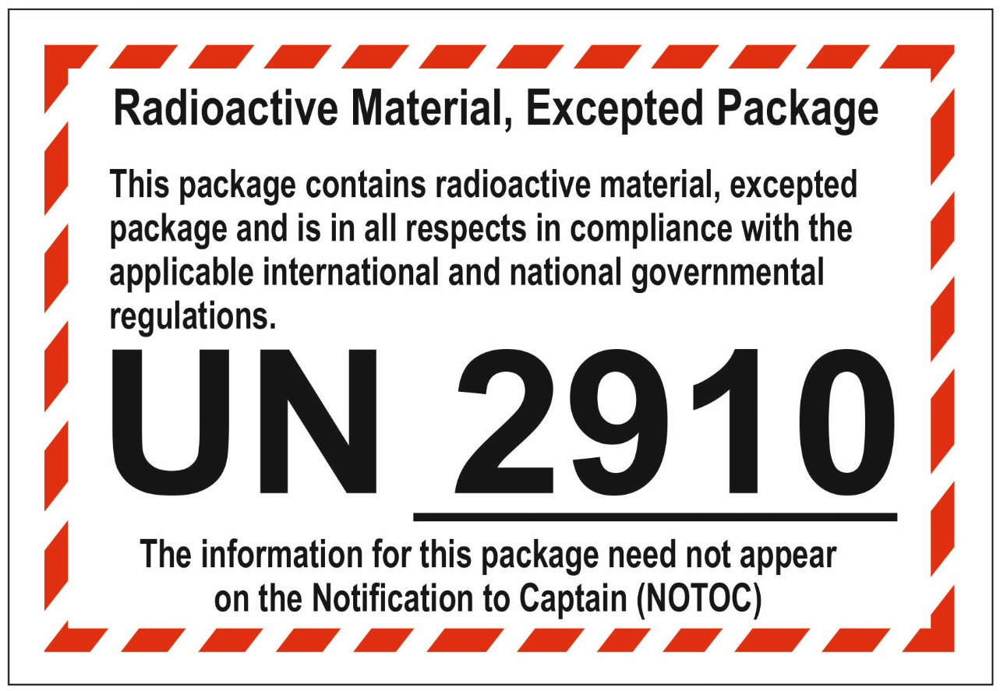 Radioactive Material, Excepted Package
This package contains radioactive material, excepted
package and is in all respects in compliance with the
applicable international and national governmental
regulations.
UN 2910
The information for this package need not appear
on the Notification to Captain (NOTOC)